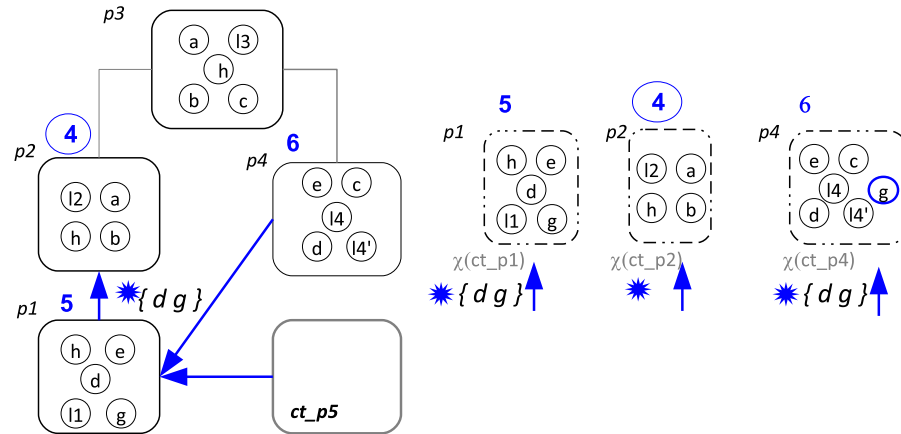 p3
a l3
h
b c
4
p2
l2 a
h b
6
p4
e c
l4
d l4'
{ d g }
5
p1
h e
d
l1 g
ct_p5
5
p1
h e
d
l1 g
χ(ct_p1)
{ d g }
4
p2
l2 a
h b
χ(ct_p2)
6
p4
e c
l4 g
d l4'
χ(ct_p4)
{ d g }